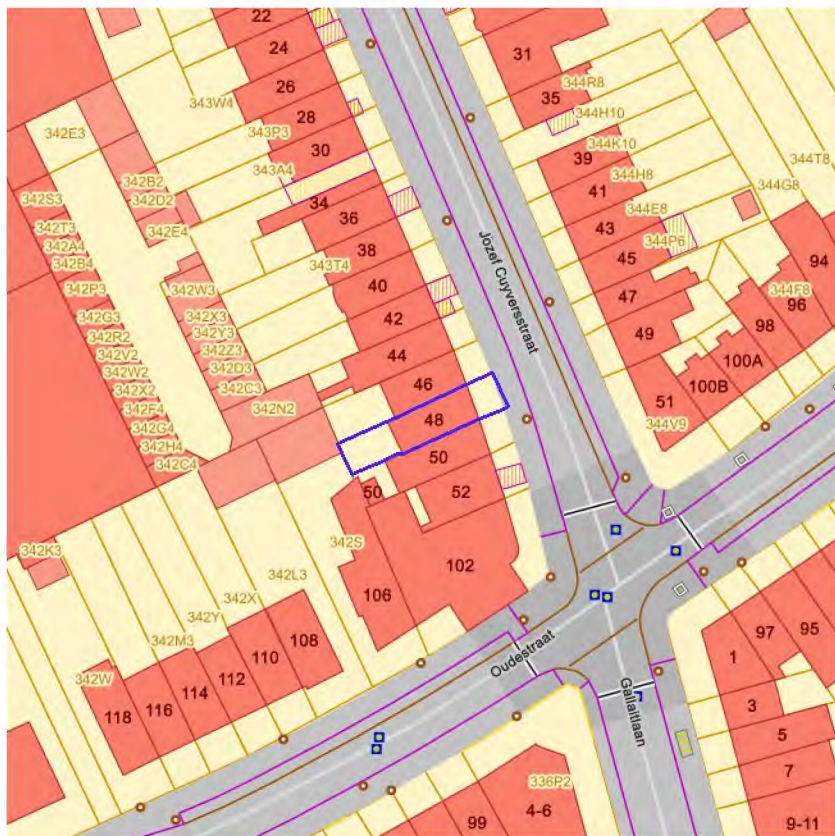 22
24
26
28
30
34
36
38
40
42
44
46
48
50
52
50
102
106
108
110
112
114
116
118
343W4
343P3
343A4
343T4
342E3
342B2
342D2
342E4
342S3
342T3
342A4
342B4
342P3
342G3
342R2
342V2
342W2
342X2
342F4
342G4
342H4
342C4
342W3
342X3
342Y3
342Z3
342D3
342C3
342N2
342S
342L3
342X
342Y
342M3
342W
342K3
31
35
39
41
43
45
47
49
51
344R8
344H10
344K10
344H8
344E8
344P6
344T8
344G8
344F8
344V9
94
96
98
100A
100B
Jozef Cuyversstraat
Oudestraat
Gallaitlaan
97
95
1
3
5
7
9-11
336P2
4-6
99